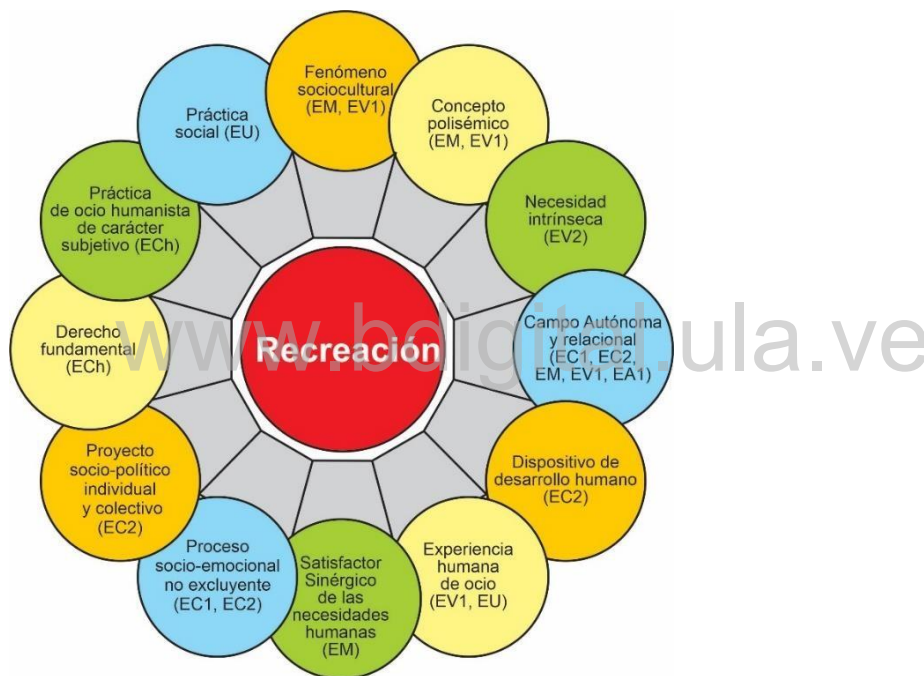 Fenómeno
sociocultural
(EM, EV1)
Concepto
polisémico
(EM, EV1)
Necesidad
intrínseca
(EV2)
Campo Autónoma
y relacional
(EC1, EC2,
EM, EV1, EA1)
Dispositivo de
desarrollo humano
(EC2)
Experiencia
humana
de ocio
(EV1, EU)
Satisfactor
Sinérgico
de las
necesidades
humanas
(EM)
Proceso
socio-emocional
no excluyente
(EC1, EC2)
Proyecto
socio-político
individual
y colectivo
(EC2)
Derecho
fundamental
(ECh)
Práctica
de ocio humanista
de carácter
subjetivo (ECh)
Práctica
social (EU)
Recreación
www.bdigital.ula.ve